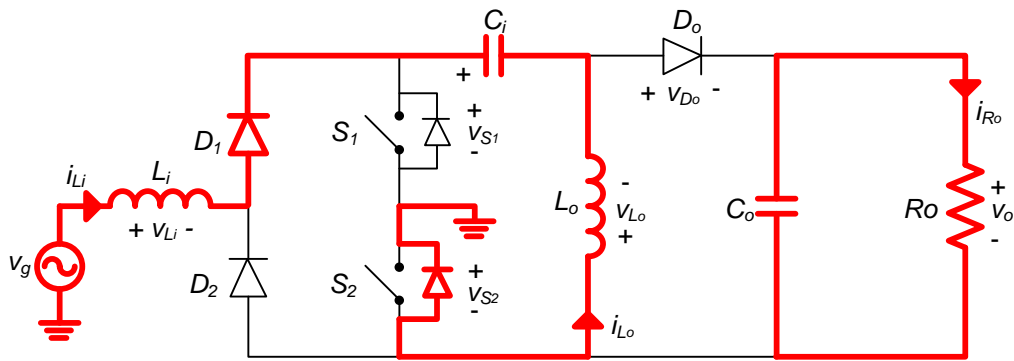 Ci
Do
+
+ vDo -
iRo
D1
S1
+
vS1
-
iLi
Li
+ vLi -
Lo
-
vLo
+
Co
Ro
+
vo
-
vg
D2
S2
+
vS2
-
iLo